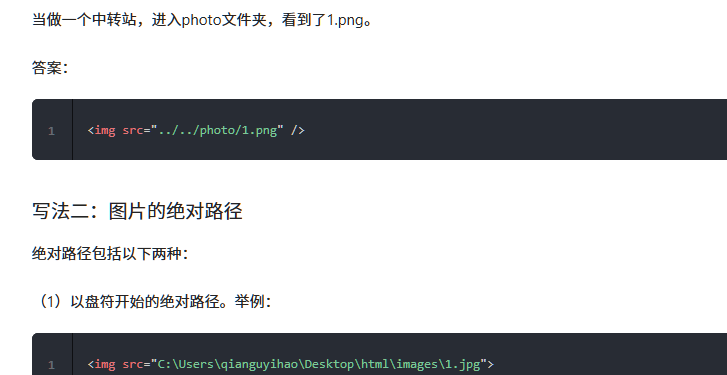 当做一个中转站，进入photo文件夹，看到了1.png。
答案：
1 <img src="../../photo/1.png" />
写法二：图片的绝对路径
绝对路径包括以下两种：
（1）以盘符开始的绝对路径。举例：
1 <img src="C:\Users\qianguyihao\Desktop\html\images\1.jpg">